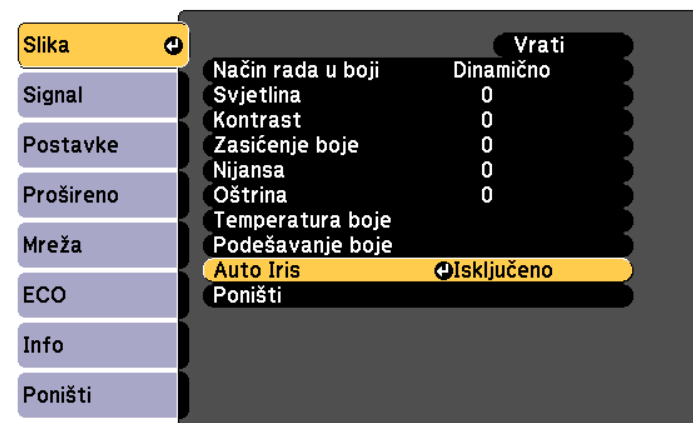 Slika
Signal
Postavke
Prošireno
Mreža
ECO
Info
Poništi
Vrati
Način rada u boji Dinamično
Svjetlina 0
Kontrast 0
Zasićenje boje 0
Nijansa 0
Oštrina 0
Temperatura boje
Podešavanje boje
Auto Iris Isključeno
Poništi